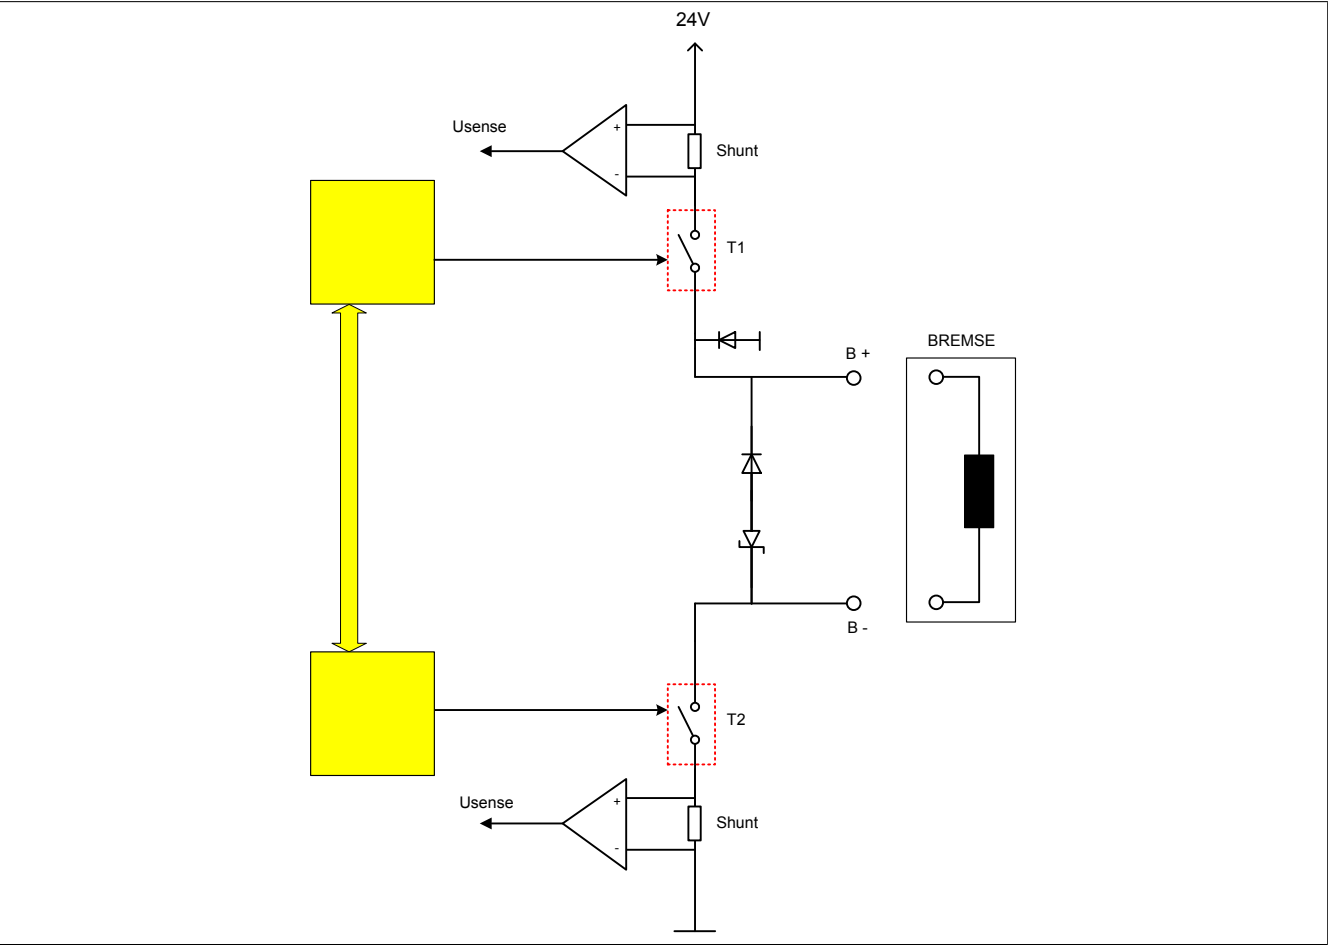 24V
Usense
+
-
Shunt
T1
B +
BREMSE
B -
T2
Usense
+
-
Shunt